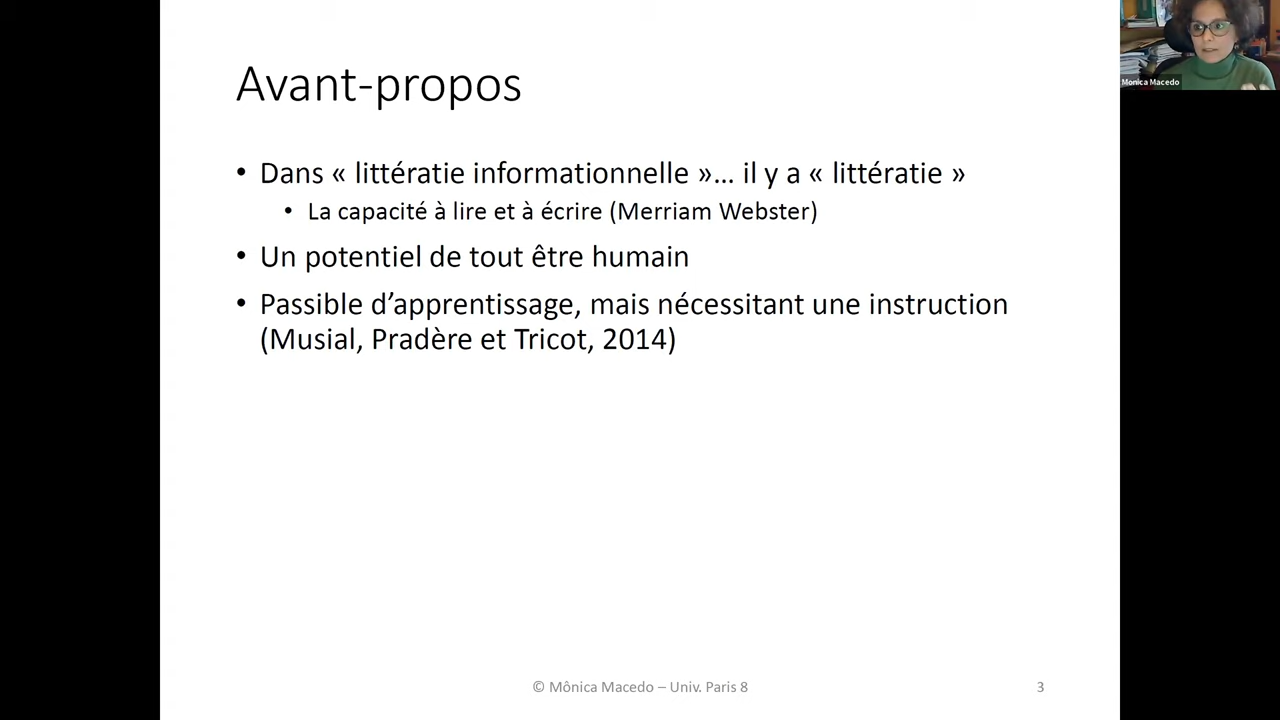 Avant-propos
• Dans « littératie informationnelle »... il y a « littératie »
• La capacité à lire et à écrire (Merriam Webster)
• Un potentiel de tout être humain
• Passible d’apprentissage, mais nécessitant une instruction
(Musial, Pradère et Tricot, 2014)
© Mônica Macedo – Univ. Paris 8
3
Monica Macedo